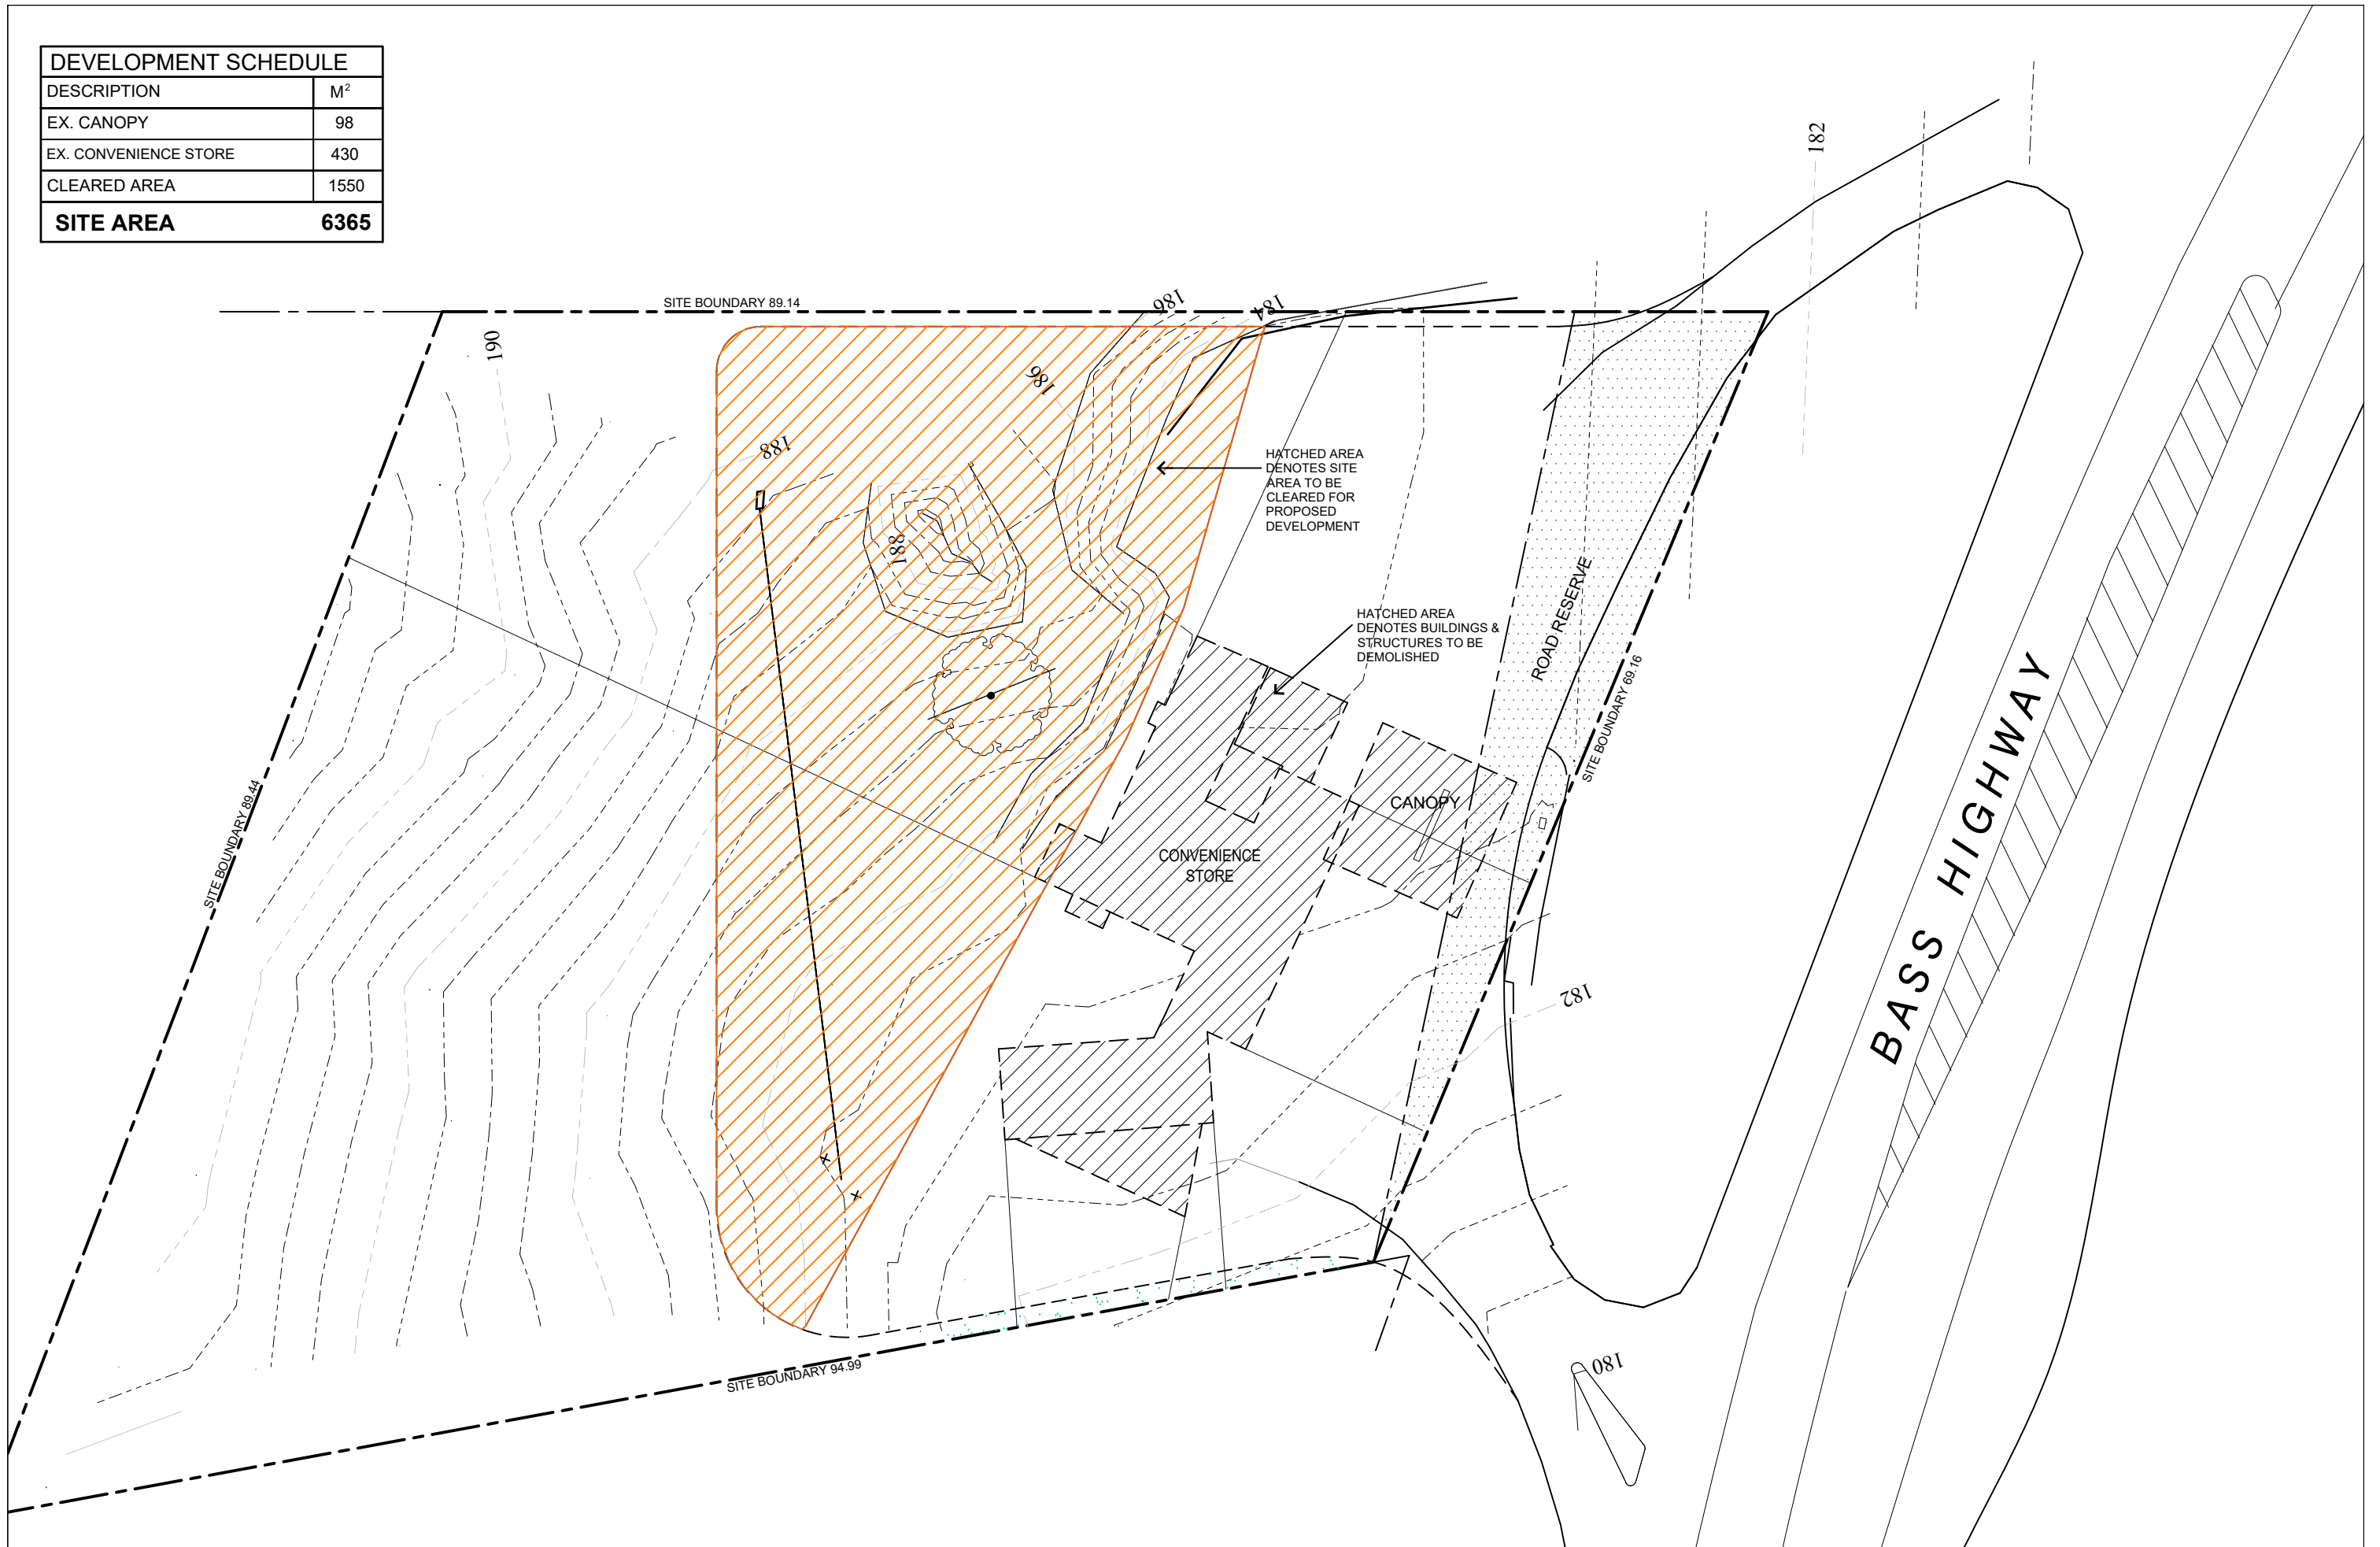 DEVELOPMENT SCHEDULE
DESCRIPTION M²
EX. CANOPY 98
EX. CONVENIENCE STORE 430
CLEARED AREA 1550
SITE AREA 6365
182
SITE BOUNDARY 89.14
186
184
190
186
188
HATCHED AREA
DENOTES SITE
AREA TO BE
CLEARED FOR
PROPOSED
DEVELOPMENT
188
ROAD RESERVE
HATCHED AREA
DENOTES BUILDINGS &
STRUCTURES TO BE
DEMOLISHED
SITE BOUNDARY 69.16
BASS HIGHWAY
SITE BOUNDARY 89.44
CANOPY
CONVENIENCE
STORE
182
SITE BOUNDARY 94.99
180